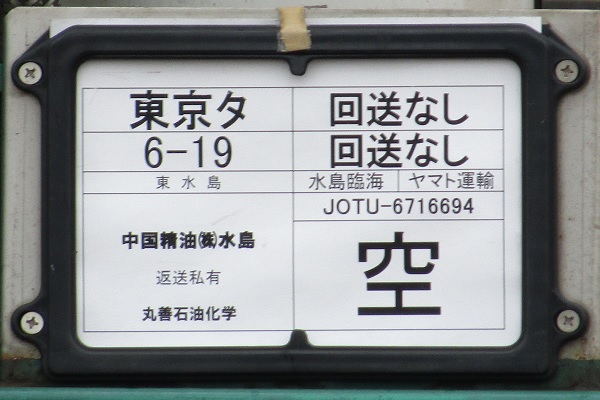 東京タ 回送なし
6-19 回送なし
東水島 水島臨海 ヤマト運輸
JOTU-6716694
中国精油㈱水島
返送私有
丸善石油化学
空